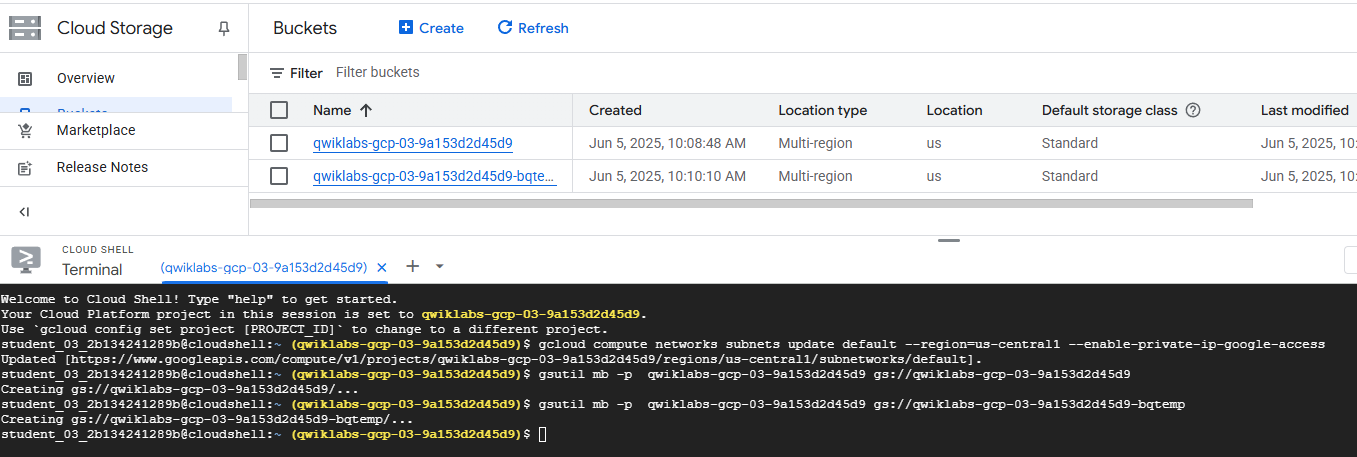 Cloud Storage
Buckets Create Refresh
Overview
Filter Filter buckets
Buckets
Marketplace
Release Notes
Name Created Location type Location Default storage class Last modified
qwiklabs-gcp-03-9a153d2d45d9 Jun 5, 2025, 10:08:48 AM Multi-region us Standard Jun 5, 2025, 10
qwiklabs-gcp-03-9a153d2d45d9-bqte... Jun 5, 2025, 10:10:10 AM Multi-region us Standard Jun 5, 2025, 10
CLOUD SHELL
Terminal (qwiklabs-gcp-03-9a153d2d45d9)
Welcome to Cloud Shell! Type "help" to get started.
Your Cloud Platform project in this session is set to qwiklabs-gcp-03-9a153d2d45d9.
Use `gcloud config set project [PROJECT_ID]` to change to a different project.
student_03_2b134241289b@cloudshell:~ (qwiklabs-gcp-03-9a153d2d45d9)$ gcloud compute networks subnets update default --region=us-central1 --enable-private-ip-google-access
Updated [https://www.googleapis.com/compute/v1/projects/qwiklabs-gcp-03-9a153d2d45d9/regions/us-central1/subnetworks/default].
student_03_2b134241289b@cloudshell:~ (qwiklabs-gcp-03-9a153d2d45d9)$ gsutil mb -p  qwiklabs-gcp-03-9a153d2d45d9 gs://qwiklabs-gcp-03-9a153d2d45d9
Creating gs://qwiklabs-gcp-03-9a153d2d45d9/...
student_03_2b134241289b@cloudshell:~ (qwiklabs-gcp-03-9a153d2d45d9)$ gsutil mb -p  qwiklabs-gcp-03-9a153d2d45d9 gs://qwiklabs-gcp-03-9a153d2d45d9-bqtemp
Creating gs://qwiklabs-gcp-03-9a153d2d45d9-bqtemp/...
student_03_2b134241289b@cloudshell:~ (qwiklabs-gcp-03-9a153d2d45d9)$